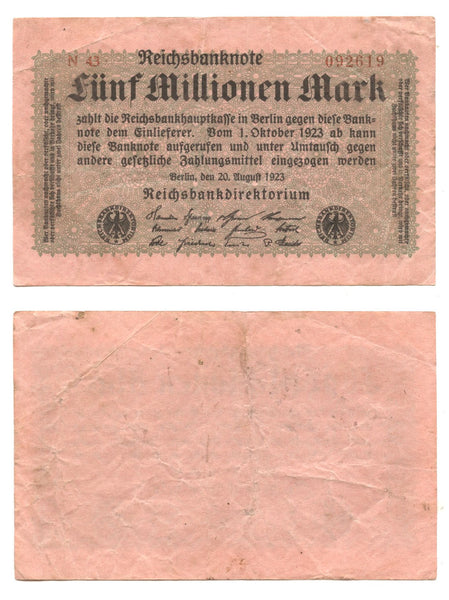 N 43 Reichsbanknote 092619
Fünf Millionen Mark
zahlt die Reichsbankhauptkasse in Berlin gegen diese Bank-
note dem Einlieferer. Vom 1. Oktober 1923 ab kann
diese Banknote aufgerufen und unter Umtausch gegen
andere gesetzliche Zahlungsmittel eingezogen werden
Berlin, den 20. August 1923
Reichsbankdirektorium